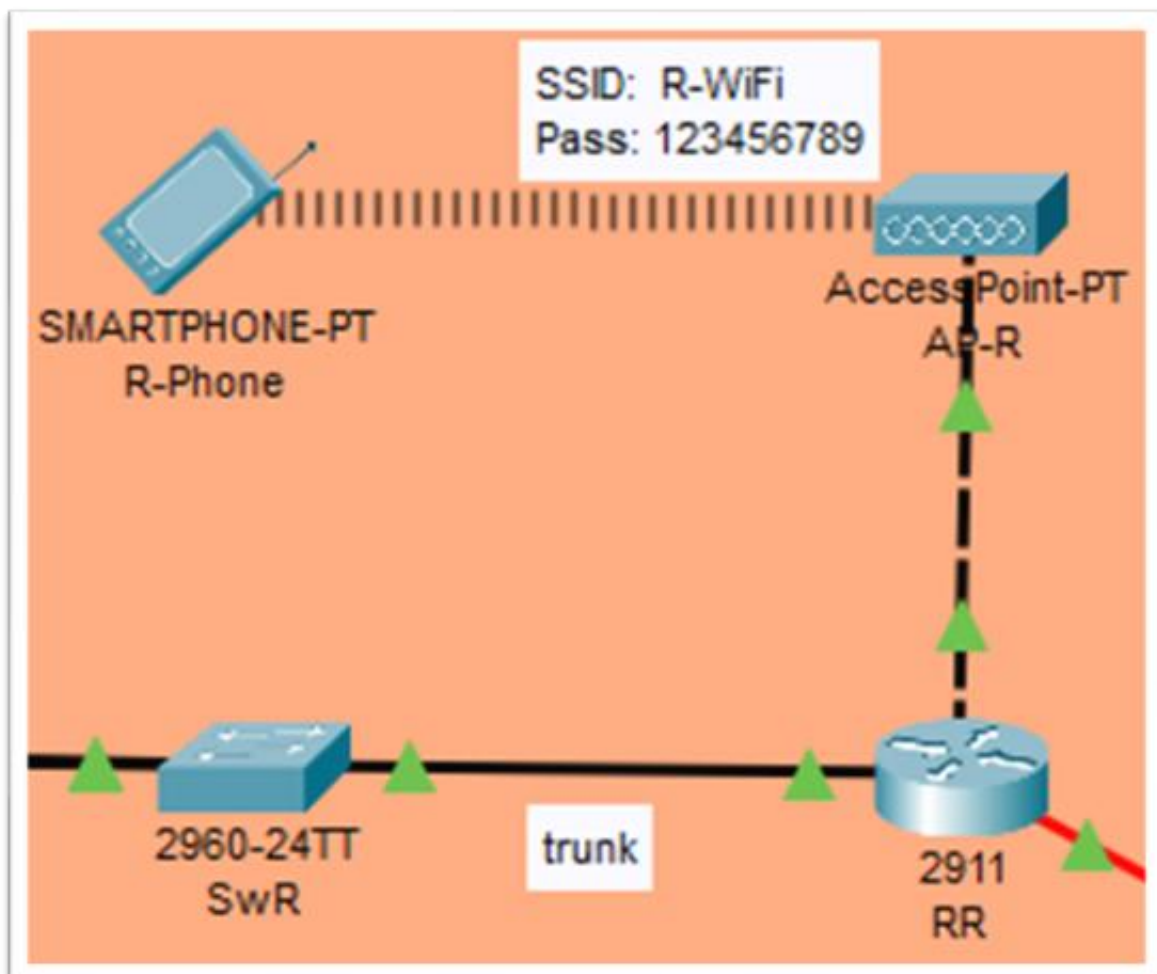 SSID: R-WiFi
Pass: 123456789
SMARTPHONE-PT
R-Phone
AccessPoint-PT
AP-R
2960-24TT
SwR
trunk
2911
RR